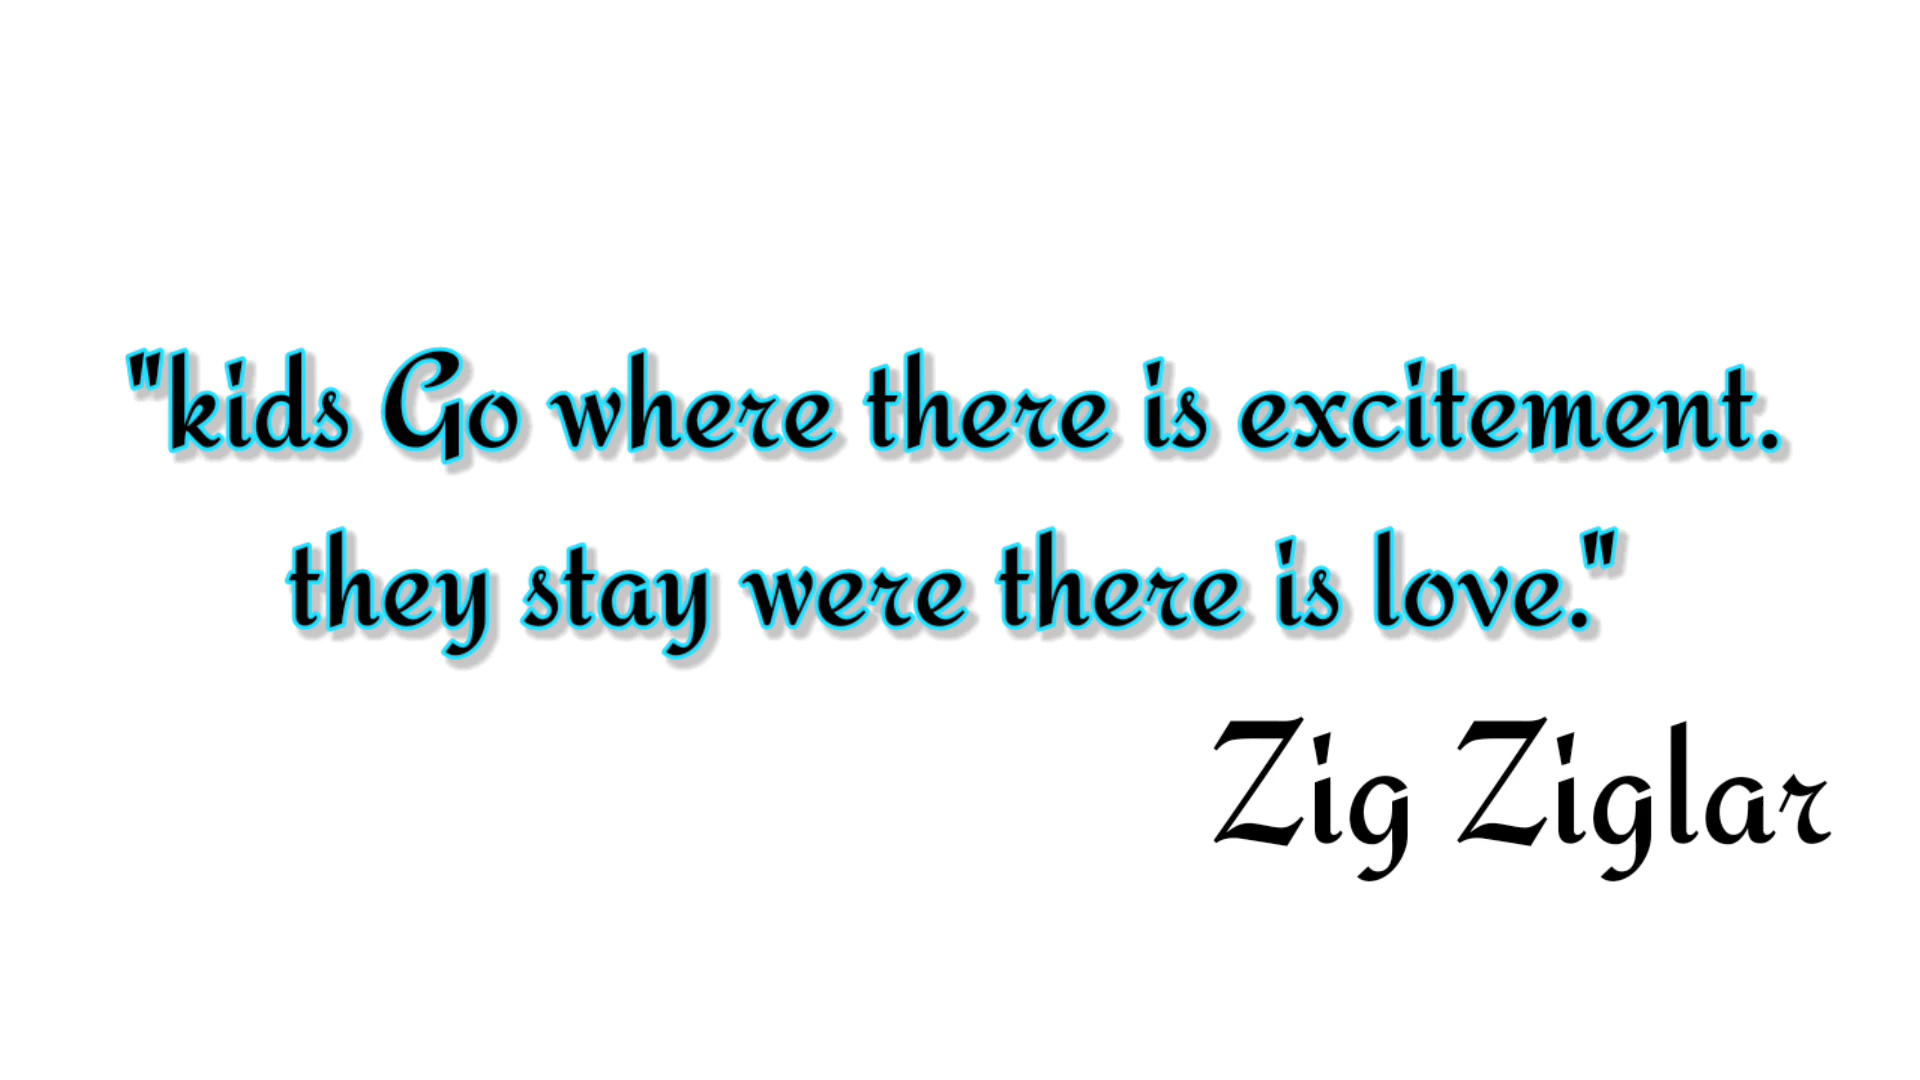 "kids Go where there is excitement.
they stay were there is love."
Zig Ziglar